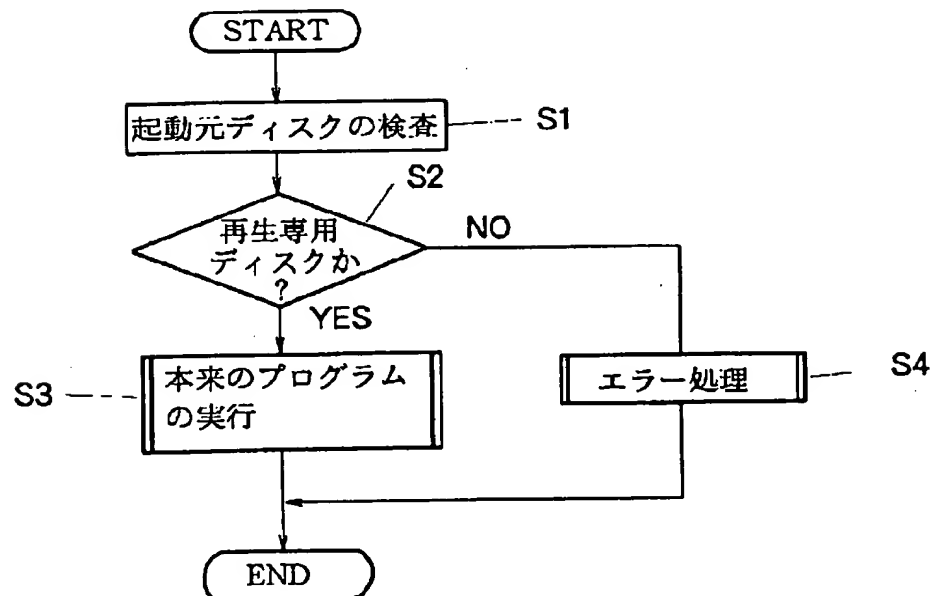 START
起動元ディスクの検査
S1
S2
再生専用
ディスクか
?
NO
YES
S3
本来のプログラム
の実行
エラー処理
S4
END